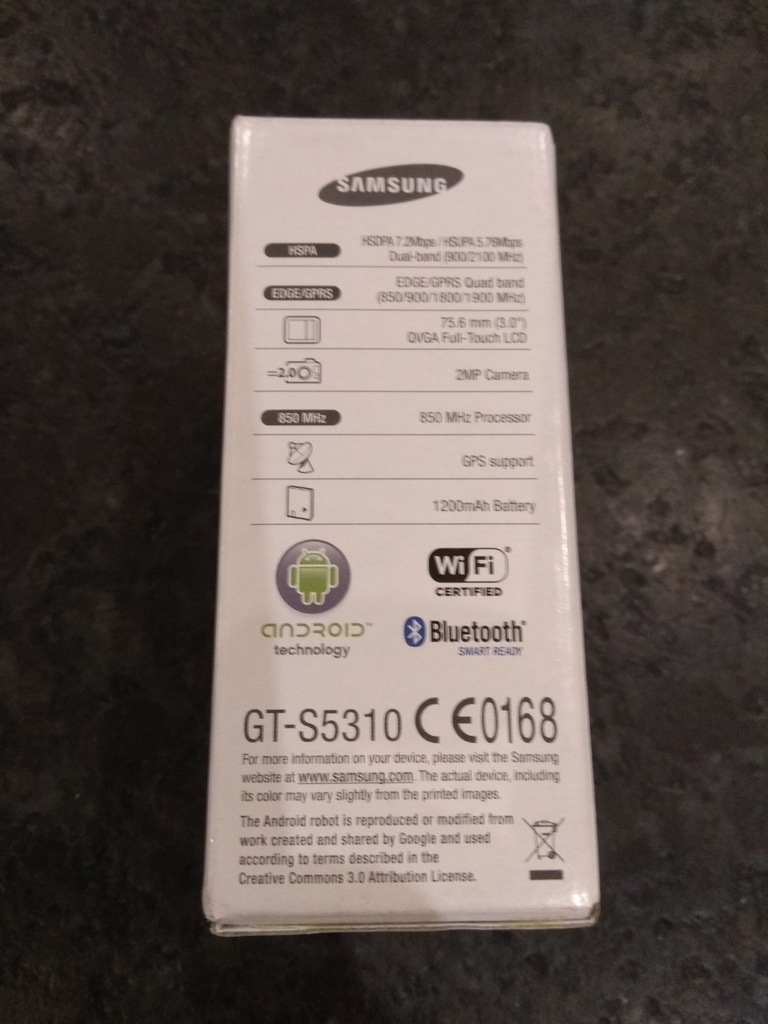 SAMSUNG
HSPA
HSDPA 7.2Mbps / HSUPA 5.76Mbps
Dual-band (900/2100 MHz)
EDGE/GPRS
EDGE/GPRS Quad band
(850/900/1800/1900 MHz)
75.6 mm (3.0")
QVGA Full-Touch LCD
=2.0
2MP Camera
850 MHz
850 MHz Processor
GPS support
1200mAh Battery
ANDROID™
technology
Wi Fi®
CERTIFIED
Bluetooth®
SMART READY
GT-S5310 CE0168
For more information on your device, please visit the Samsung
website at www.samsung.com. The actual device, including
its color may vary slightly from the printed images.
The Android robot is reproduced or modified from
work created and shared by Google and used
according to terms described in the
Creative Commons 3.0 Attribution License.